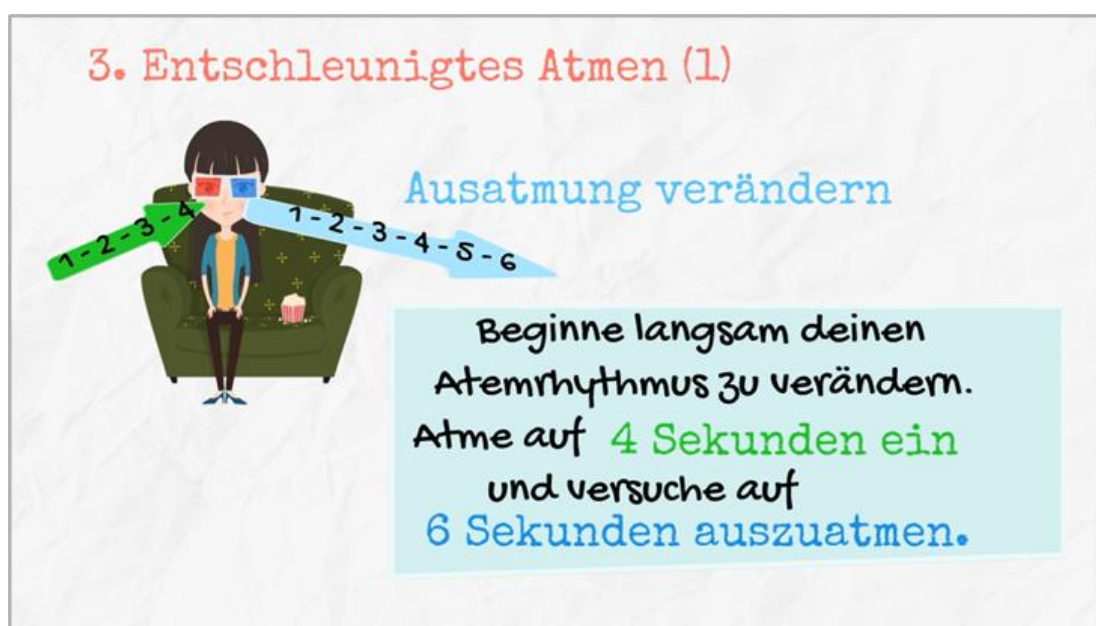 3. Entschleunigtes Atmen (1)
1 - 2 - 3 - 4
1 - 2 - 3 - 4 - 5 - 6
Ausatmung verändern
Beginne langsam deinen
Atemrhythmus zu verändern.
Atme auf 4 Sekunden ein
und versuche auf
6 Sekunden auszuatmen.